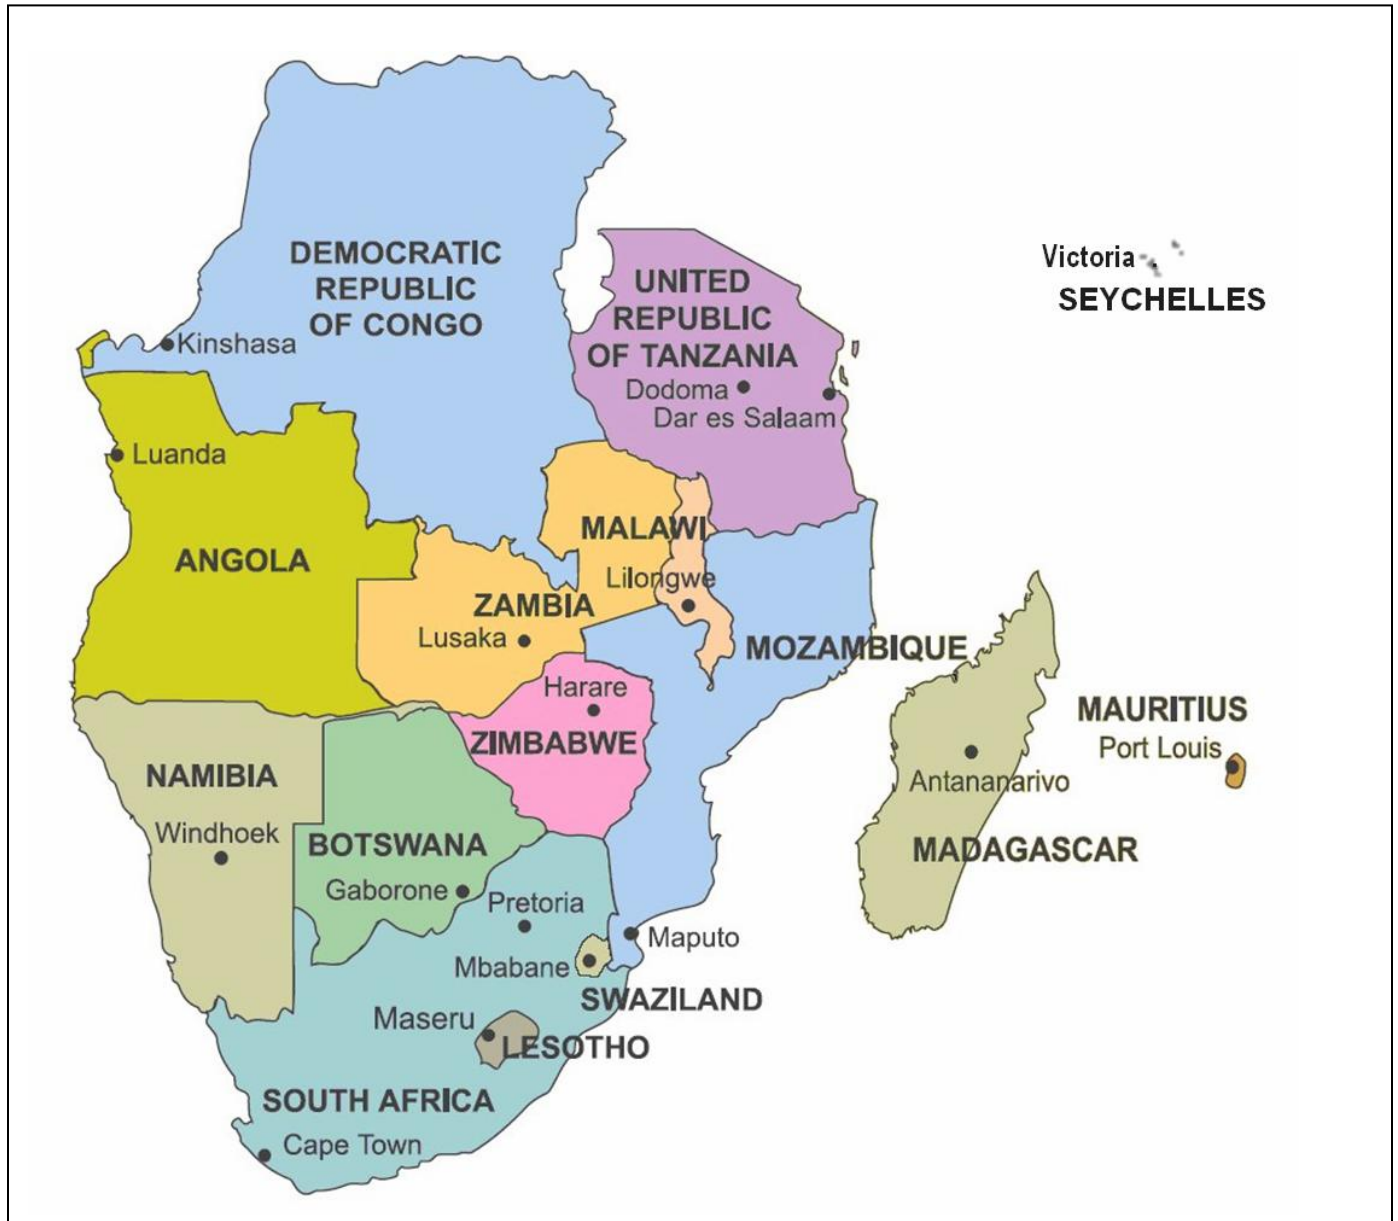 DEMOCRATIC
REPUBLIC
OF CONGO
Kinshasa
UNITED
REPUBLIC
OF TANZANIA
Dodoma
Dar es Salaam
Victoria
SEYCHELLES
Luanda
ANGOLA
MALAWI
Lilongwe
ZAMBIA
Lusaka
MOZAMBIQUE
Harare
ZIMBABWE
MAURITIUS
Port Louis
Antananarivo
MADAGASCAR
NAMIBIA
Windhoek
BOTSWANA
Gaborone
Pretoria
Maputo
Mbabane
SWAZILAND
Maseru
LESOTHO
SOUTH AFRICA
Cape Town